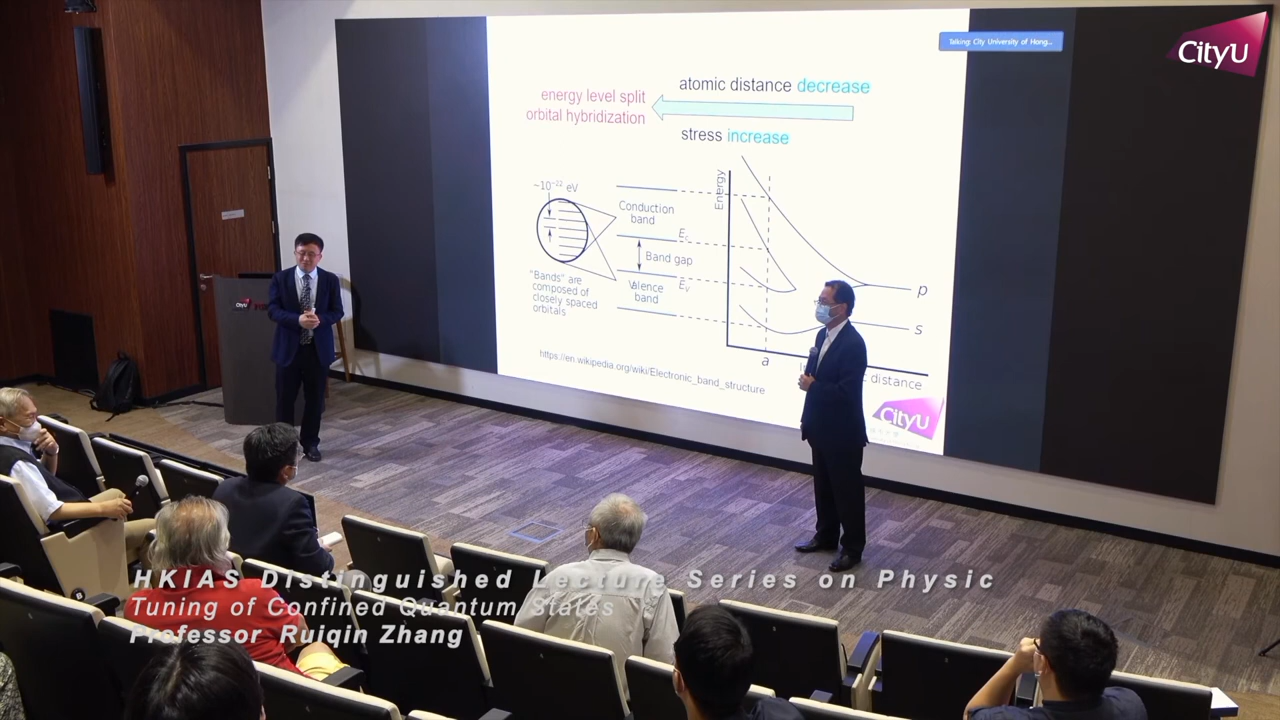 Talking: City University of Hong...
CityU
atomic distance decrease
energy level split
orbital hybridization
stress increase
~10⁻²² eV
Conduction
band
Ec
Band gap
Ev
Valence
band
"Bands" are
composed of
closely spaced
orbitals
Energy
p
s
a
distance
https://en.wikipedia.org/wiki/Electronic_band_structure
CityU
CityU
HKIAS Distinguished Lecture Series on Physic
Tuning of Confined Quantum States
Professor Ruiqin Zhang